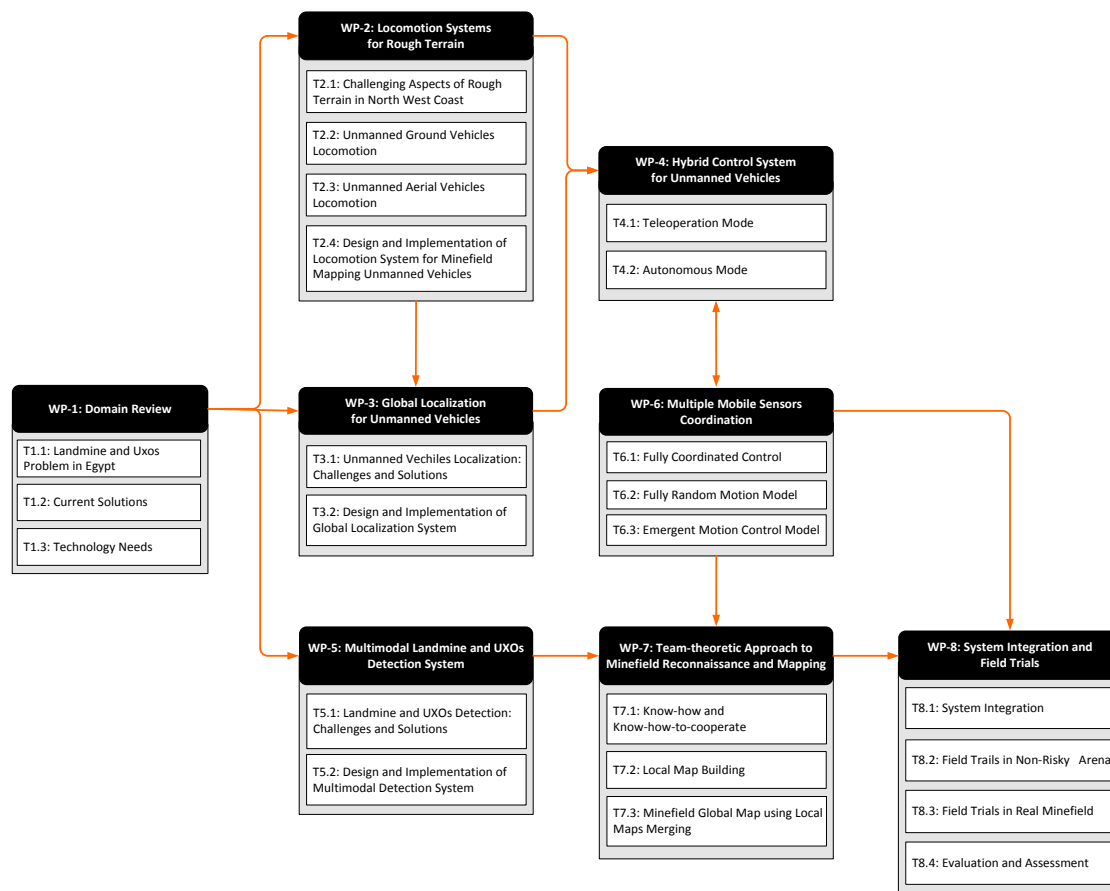 WP-2: Locomotion Systems
for Rough Terrain
T2.1: Challenging Aspects of Rough
Terrain in North West Coast
T2.2: Unmanned Ground Vehicles
Locomotion
T2.3: Unmanned Aerial Vehicles
Locomotion
T2.4: Design and Implementation of
Locomotion System for Minefield
Mapping Unmanned Vehicles
WP-4: Hybrid Control System
for Unmanned Vehicles
T4.1: Teleoperation Mode
T4.2: Autonomous Mode
WP-1: Domain Review
T1.1: Landmine and Uxos
Problem in Egypt
T1.2: Current Solutions
T1.3: Technology Needs
WP-3: Global Localization
for Unmanned Vehicles
T3.1: Unmanned Vechiles Localization:
Challenges and Solutions
T3.2: Design and Implementation of
Global Localization System
WP-6: Multiple Mobile Sensors
Coordination
T6.1: Fully Coordinated Control
T6.2: Fully Random Motion Model
T6.3: Emergent Motion Control Model
WP-5: Multimodal Landmine and UXOs
Detection System
T5.1: Landmine and UXOs Detection:
Challenges and Solutions
T5.2: Design and Implementation of
Multimodal Detection System
WP-7: Team-theoretic Approach to
Minefield Reconnaissance and Mapping
T7.1: Know-how and
Know-how-to-cooperate
T7.2: Local Map Building
T7.3: Minefield Global Map using Local
Maps Merging
WP-8: System Integration and
Field Trials
T8.1: System Integration
T8.2: Field Trails in Non-Risky Arena
T8.3: Field Trials in Real Minefield
T8.4: Evaluation and Assessment